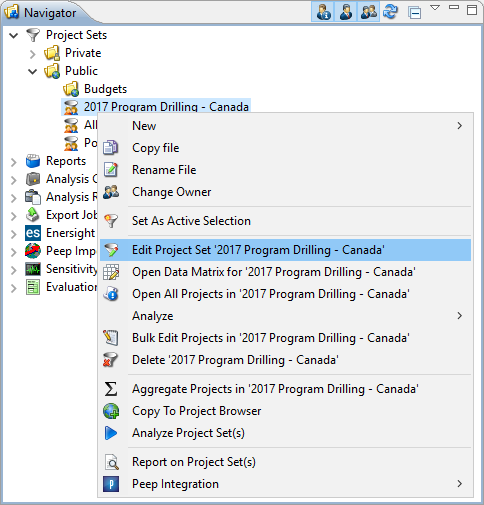 Navigator
Project Sets
Private
Public
Budgets
2017 Program Drilling - Canada
All
Po
Reports
Analysis
Analysis R
Export Job
es Enersight
Peep Imp
Sensitivity
Evaluation
New
Copy file
Rename File
Change Owner
Set As Active Selection
Edit Project Set '2017 Program Drilling - Canada'
Open Data Matrix for '2017 Program Drilling - Canada'
Open All Projects in '2017 Program Drilling - Canada'
Analyze
Bulk Edit Projects in '2017 Program Drilling - Canada'
Delete '2017 Program Drilling - Canada'
Σ Aggregate Projects in '2017 Program Drilling - Canada'
Copy To Project Browser
Analyze Project Set(s)
Report on Project Set(s)
P Peep Integration